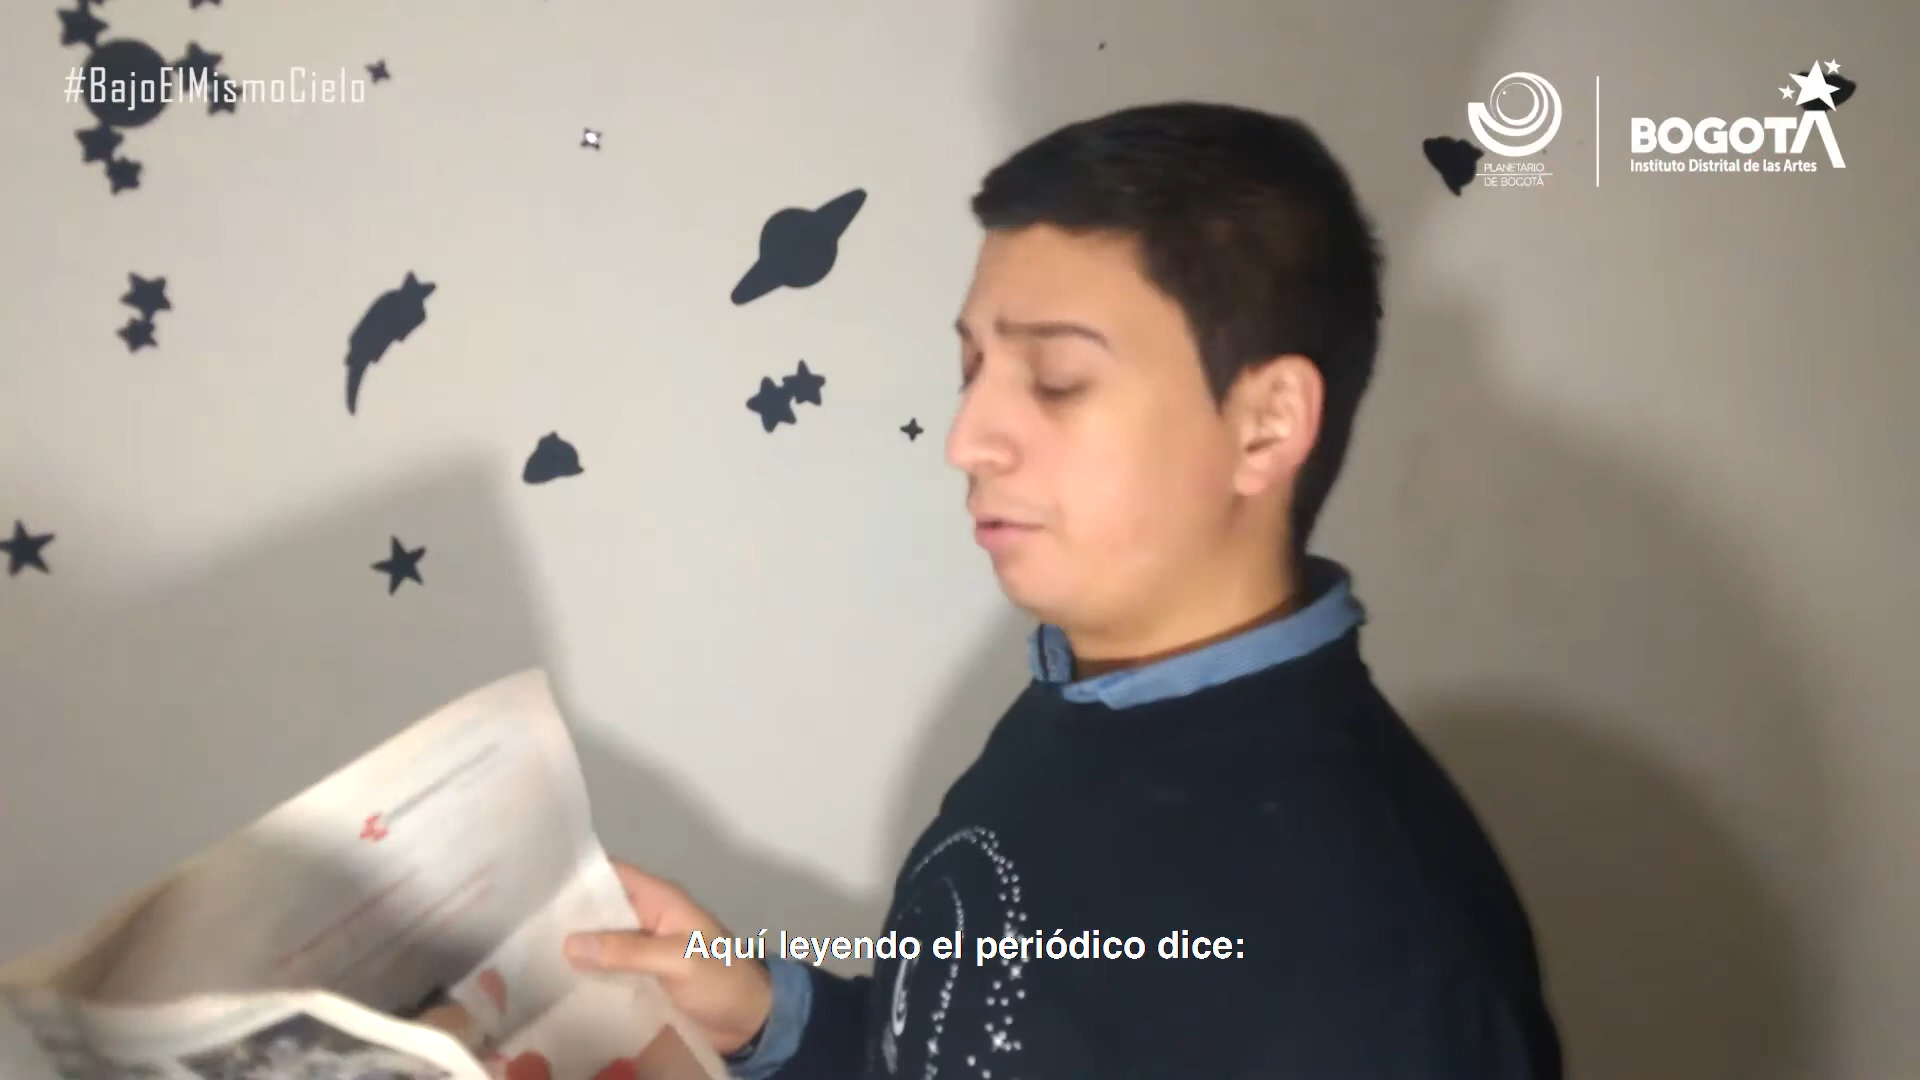 #BajoElMismoCielo
PLANETARIO
DE BOGOTÁ
BOGOTÁ
Instituto Distrital de las Artes
Aquí leyendo el periódico dice: